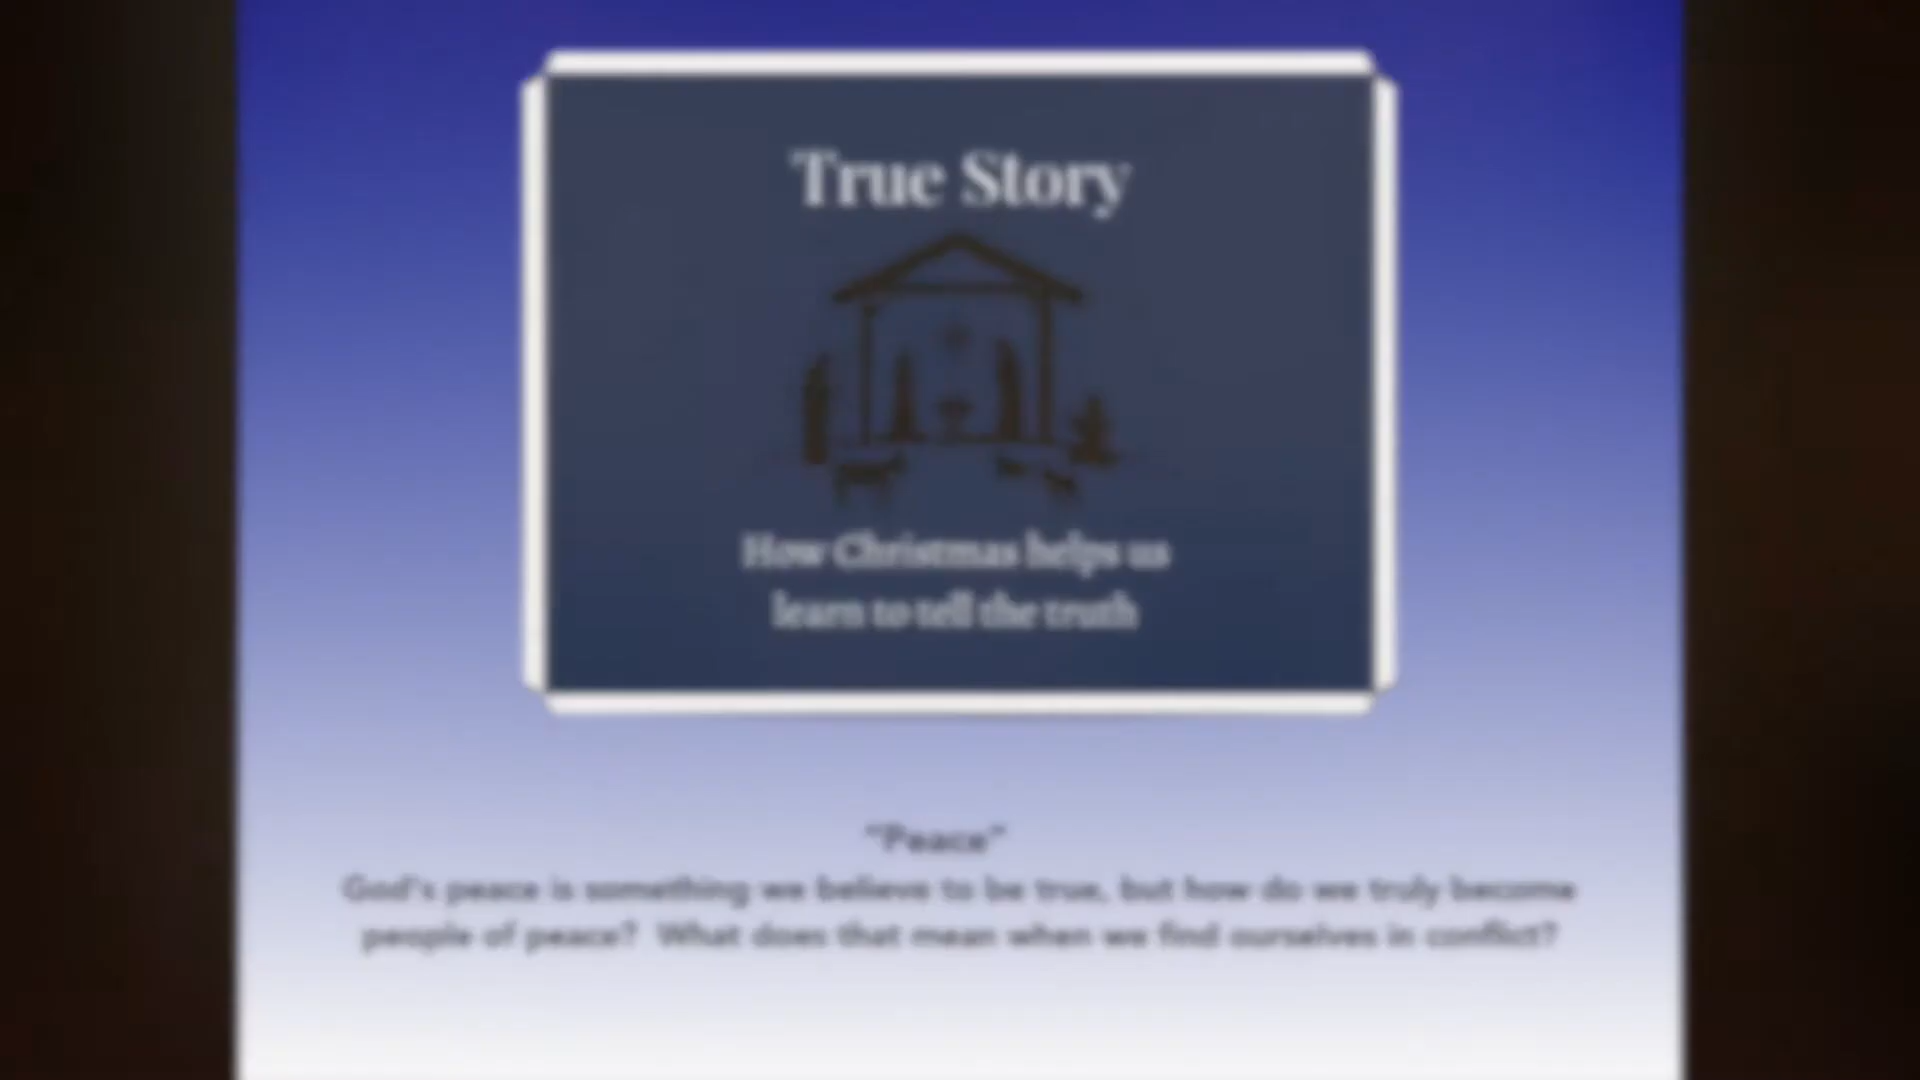 True Story
How Christmas helps us
learn to tell the truth
"Peace"
God's peace is something we believe to be true, but how do we truly become
people of peace? What does that mean when we find ourselves in conflict?